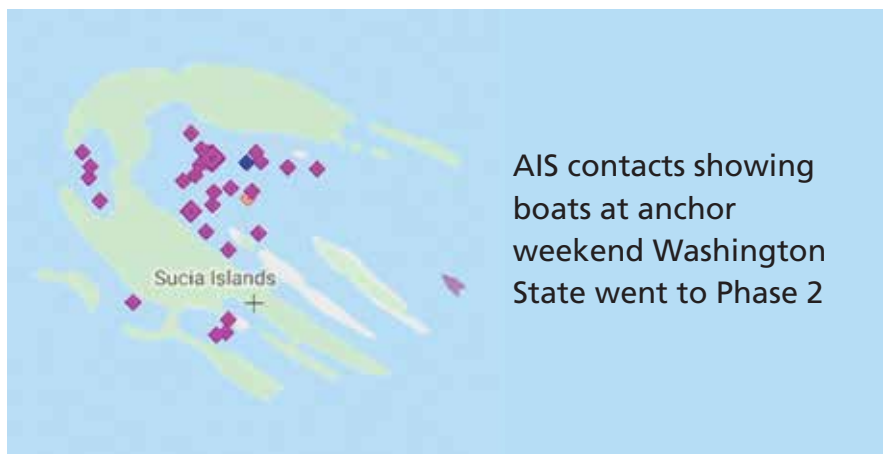 Sucia Islands
AIS contacts showing
boats at anchor
weekend Washington
State went to Phase 2